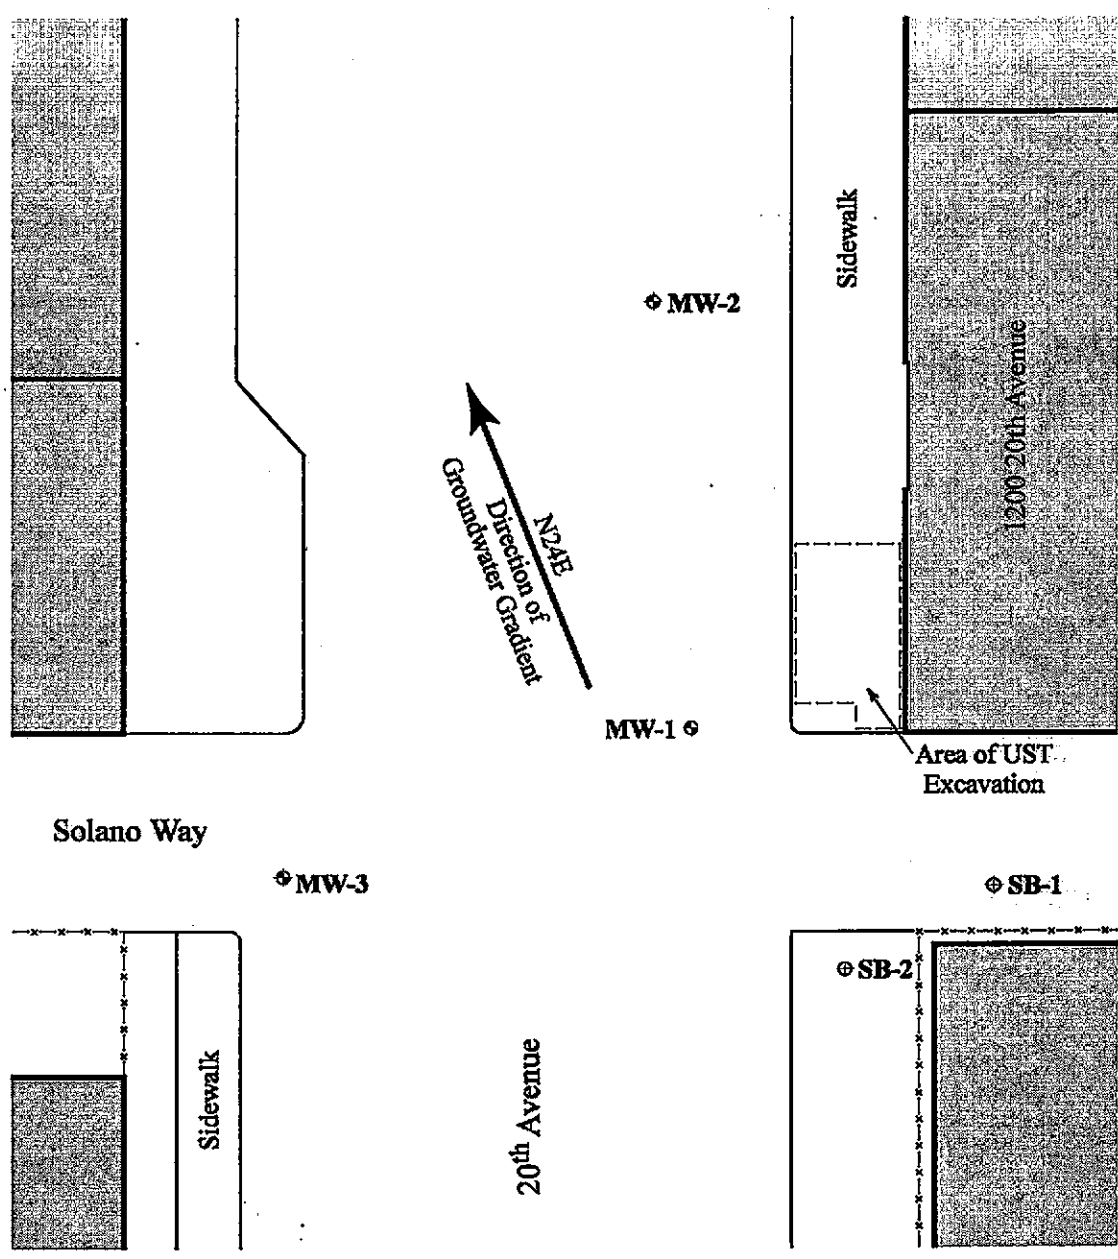 Sidewalk
MW-2
1200 20th Avenue
N24E
Direction of
Groundwater Gradient
MW-1
Area of UST
Excavation
Solano Way
MW-3
SB-1
SB-2
Sidewalk
20th Avenue